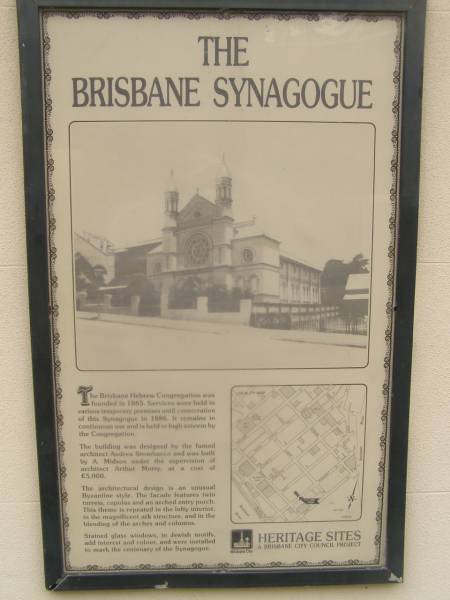 THE
BRISBANE SYNAGOGUE
The Brisbane Hebrew Congregation was
founded in 1865. Services were held in
various temporary premises until consecration
of this Synagogue in 1886. It remains in
continuous use and is held in high esteem by
the Congregation.
The building was designed by the famed
architect Andrea Stombucco and was built
by A. Midson under the supervision of
architect Arthur Morry, at a cost of
£5,000.
The architectural design is an unusual
Byzantine style. The facade features twin
turrets, cupolas and an arched entry porch.
This theme is repeated in the lofty interior,
in the magnificent ark structure, and in the
blending of the arches and columns.
Stained glass windows, in Jewish motifs,
add interest and colour, and were installed
to mark the centenary of the Synagogue.
LOCALITY MAP
Brisbane City
HERITAGE SITES
A BRISBANE CITY COUNCIL PROJECT